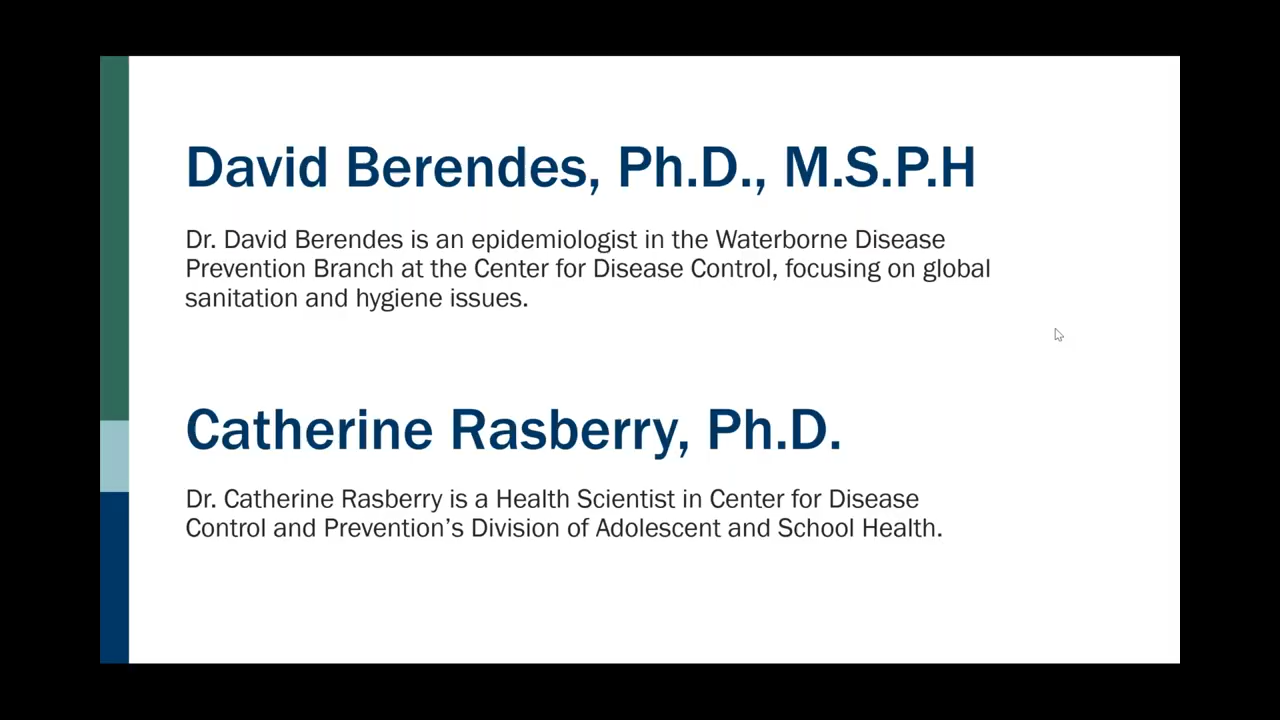 David Berendes, Ph.D., M.S.P.H
Dr. David Berendes is an epidemiologist in the Waterborne Disease
Prevention Branch at the Center for Disease Control, focusing on global
sanitation and hygiene issues.
Catherine Rasberry, Ph.D.
Dr. Catherine Rasberry is a Health Scientist in Center for Disease
Control and Prevention’s Division of Adolescent and School Health.